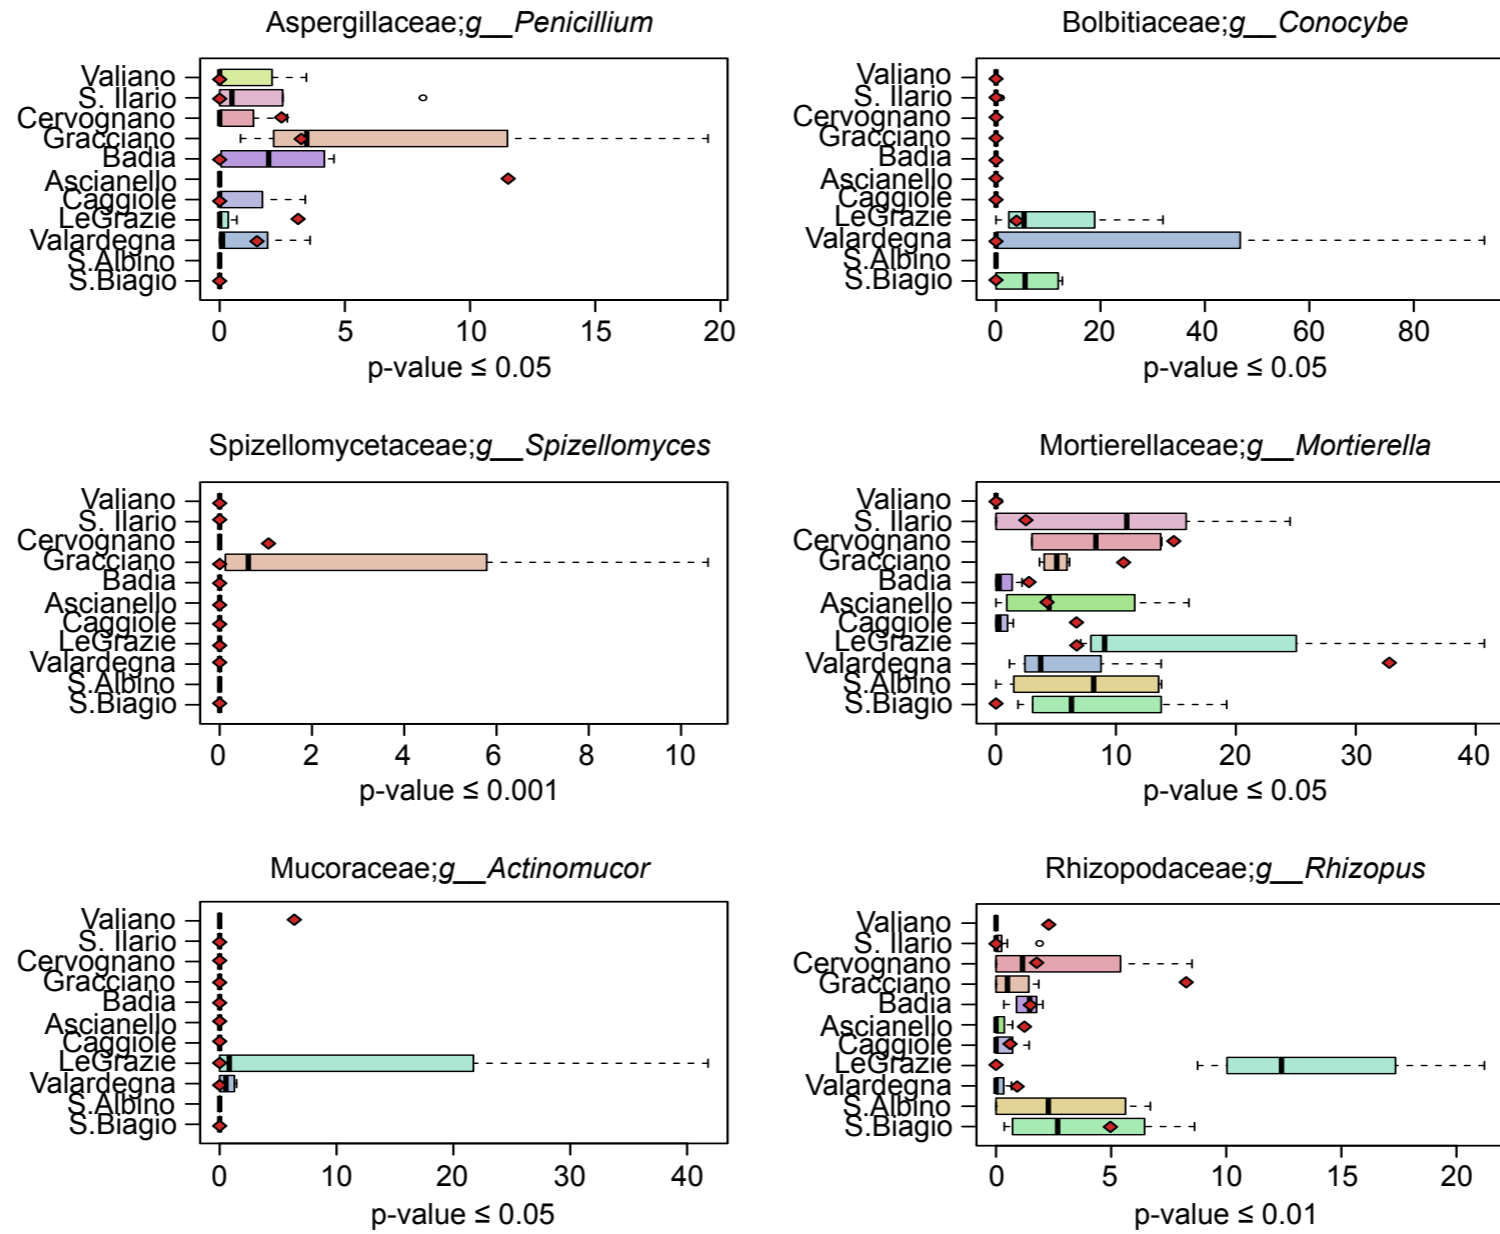 Aspergillaceae;g__Penicillium
Valiano
S. Ilario
Cervognano
Gracciano
Badia
Ascianello
Caggiole
LeGrazie
Valardegna
S.Albino
S.Biagio
0 5 10 15 20
p-value ≤ 0.05
Bolbitiaceae;g__Conocybe
Valiano
S. Ilario
Cervognano
Gracciano
Badia
Ascianello
Caggiole
LeGrazie
Valardegna
S.Albino
S.Biagio
0 20 40 60 80
p-value ≤ 0.05
Spizellomycetaceae;g__Spizellomyces
Valiano
S. Ilario
Cervognano
Gracciano
Badia
Ascianello
Caggiole
LeGrazie
Valardegna
S.Albino
S.Biagio
0 2 4 6 8 10
p-value ≤ 0.001
Mortierellaceae;g__Mortierella
Valiano
S. Ilario
Cervognano
Gracciano
Badia
Ascianello
Caggiole
LeGrazie
Valardegna
S.Albino
S.Biagio
0 10 20 30 40
p-value ≤ 0.05
Mucoraceae;g__Actinomucor
Valiano
S. Ilario
Cervognano
Gracciano
Badia
Ascianello
Caggiole
LeGrazie
Valardegna
S.Albino
S.Biagio
0 10 20 30 40
p-value ≤ 0.05
Rhizopodaceae;g__Rhizopus
Valiano
S. Ilario
Cervognano
Gracciano
Badia
Ascianello
Caggiole
LeGrazie
Valardegna
S.Albino
S.Biagio
0 5 10 15 20
p-value ≤ 0.01